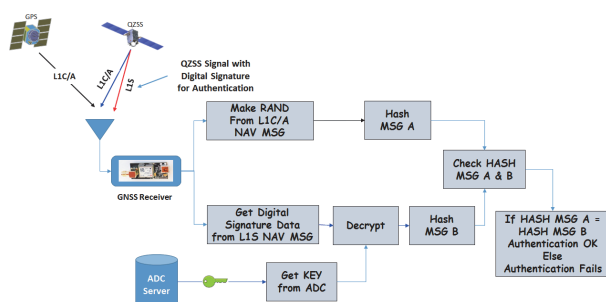 GPS
QZSS
L1C/A
L1C/A
L1S
QZSS Signal with
Digital Signature
for Authentication
Make RAND
From L1C/A
NAV MSG
Hash
MSG A
Check HASH
MSG A & B
GNSS Receiver
Get Digital
Signature Data
from L1S NAV MSG
Decrypt
Hash
MSG B
If HASH MSG A =
HASH MSG B
Authentication OK
Else
Authentication Fails
ADC
Server
Get KEY
from ADC